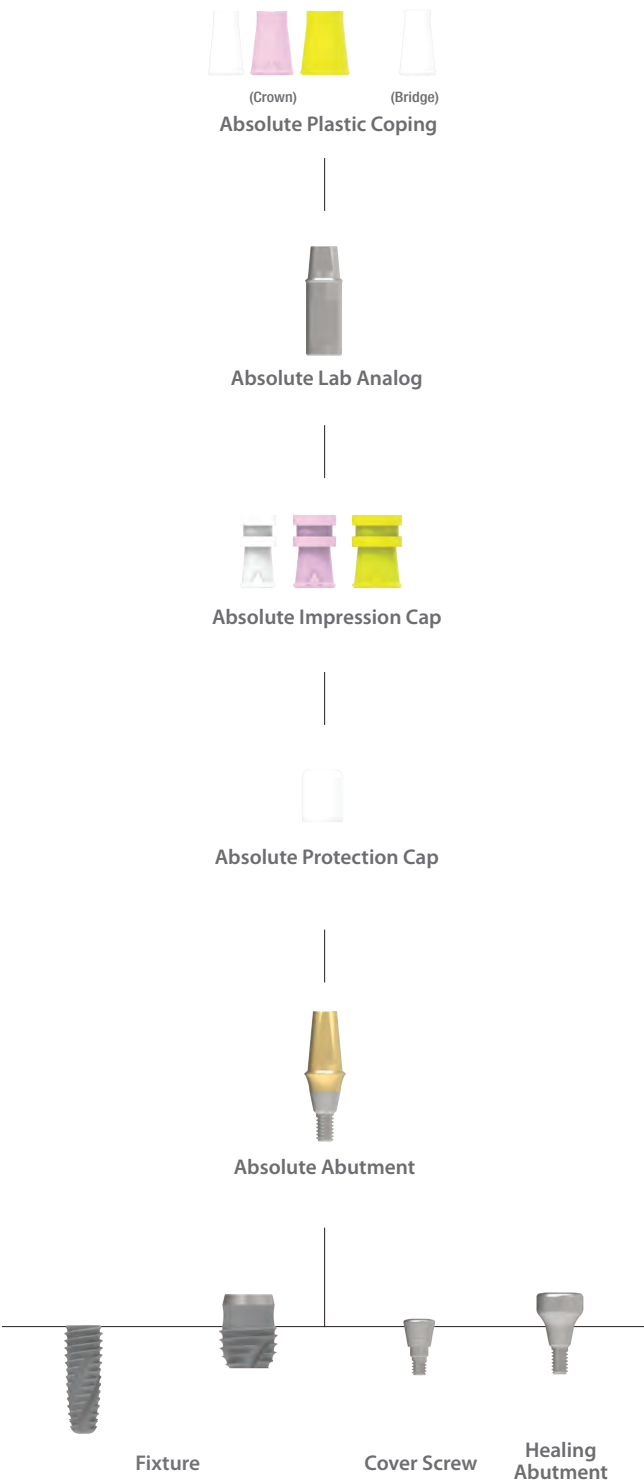 (Crown)
(Bridge)
Absolute Plastic Coping
Absolute Lab Analog
Absolute Impression Cap
Absolute Protection Cap
Absolute Abutment
Fixture
Cover Screw
Healing
Abutment